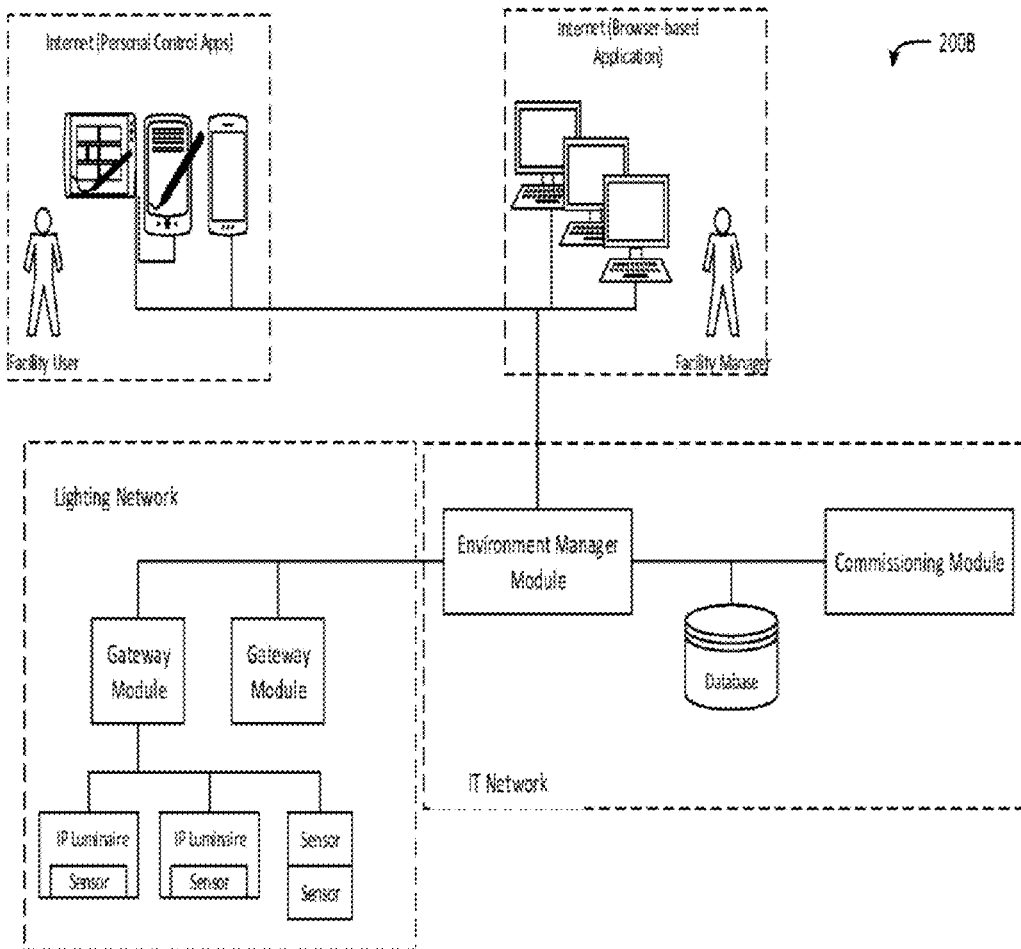 Internet (Personal Control Apps)
Internet (Browser-based
Application)
200B
Facility User
Facility Manager
Lighting Network
Environment Manager
Module
Commissioning Module
Gateway
Module
Gateway
Module
Database
IT Network
IP Luminaire
Sensor
IP Luminaire
Sensor
Sensor
Sensor